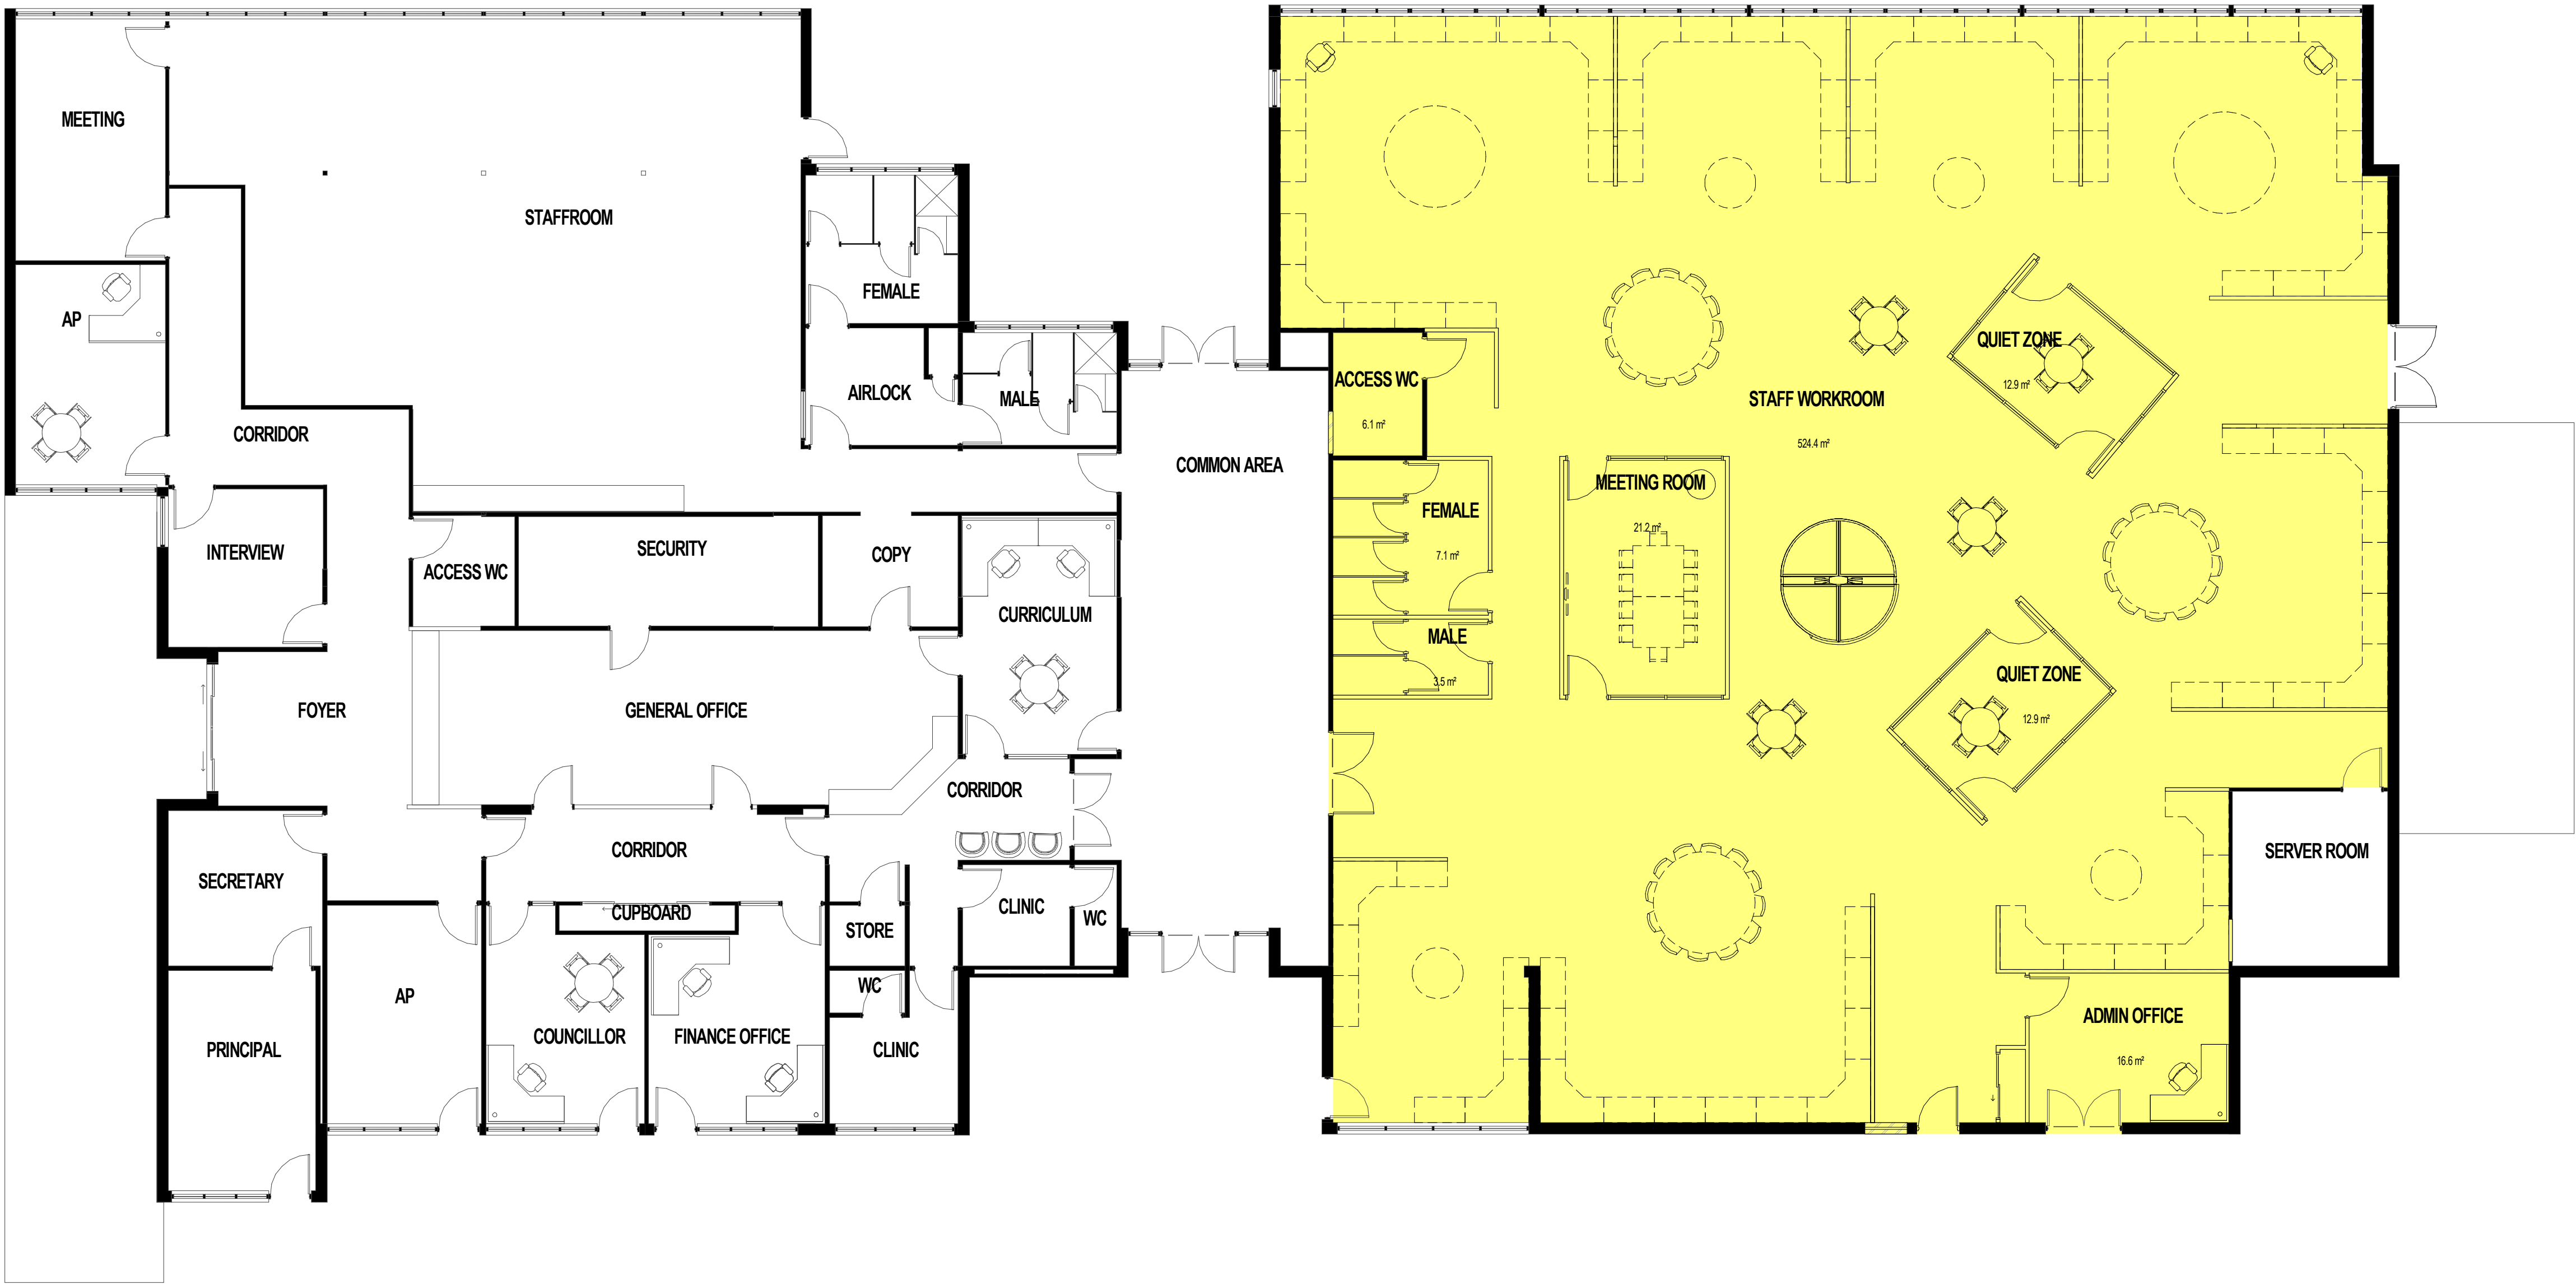 MEETING
STAFFROOM
AP
FEMALE
AIRLOCK
MALE
CORRIDOR
COMMON AREA
INTERVIEW
ACCESS WC
SECURITY
COPY
CURRICULUM
FOYER
GENERAL OFFICE
CORRIDOR
SECRETARY
CORRIDOR
CUPBOARD
STORE
CLINIC
WC
PRINCIPAL
AP
COUNCILLOR
FINANCE OFFICE
WC
CLINIC
QUIET ZONE
12.9 m²
ACCESS WC
6.1 m²
STAFF WORKROOM
524.4 m²
MEETING ROOM
21.2 m²
FEMALE
7.1 m²
MALE
3.5 m²
QUIET ZONE
12.9 m²
SERVER ROOM
ADMIN OFFICE
16.6 m²